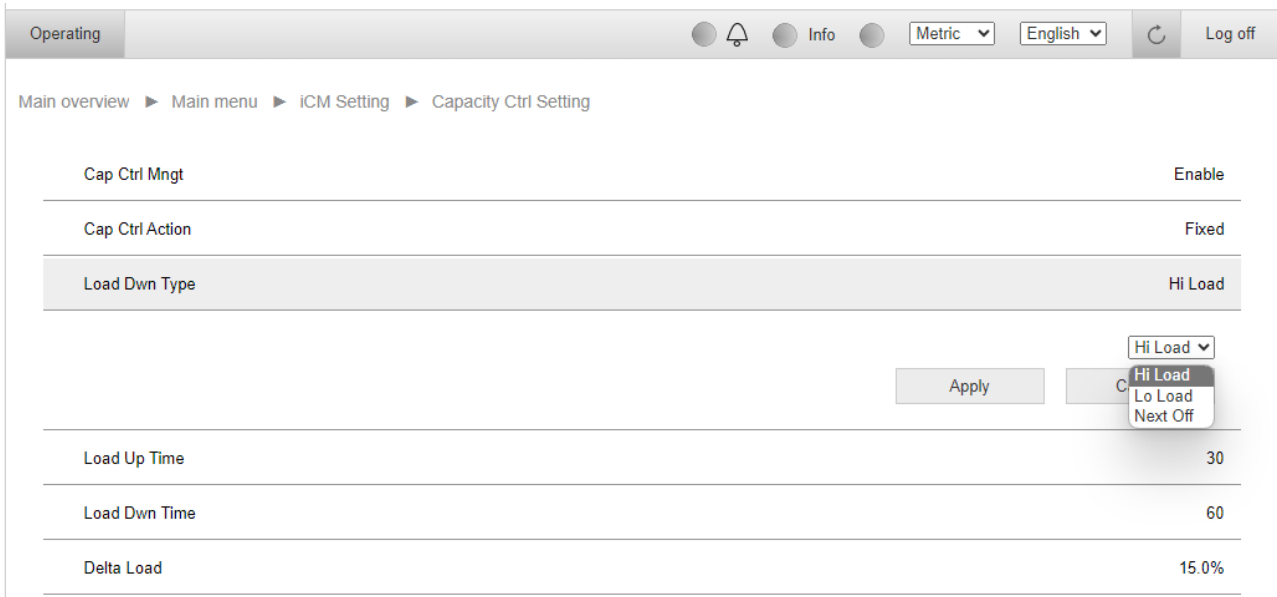 Operating Info Metric English Log off
Main overview ► Main menu ► iCM Setting ► Capacity Ctrl Setting
Cap Ctrl Mngt Enable
Cap Ctrl Action Fixed
Load Dwn Type Hi Load
Hi Load
Apply C
Hi Load
Lo Load
Next Off
Load Up Time 30
Load Dwn Time 60
Delta Load 15.0%